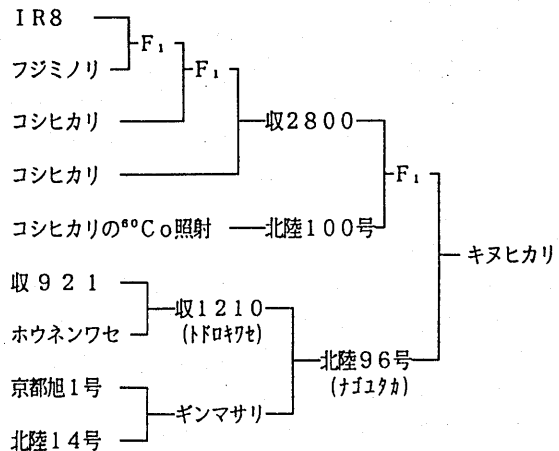 IR8
F₁
フジミノリ
F₁
コシヒカリ
収2800
コシヒカリ
F₁
コシヒカリの⁶⁰Co照射
北陸100号
キヌヒカリ
収921
収1210
(トドロキワセ)
ホウネンワセ
北陸96号
(ナゴユタカ)
京都旭1号
ギンマサリ
北陸14号